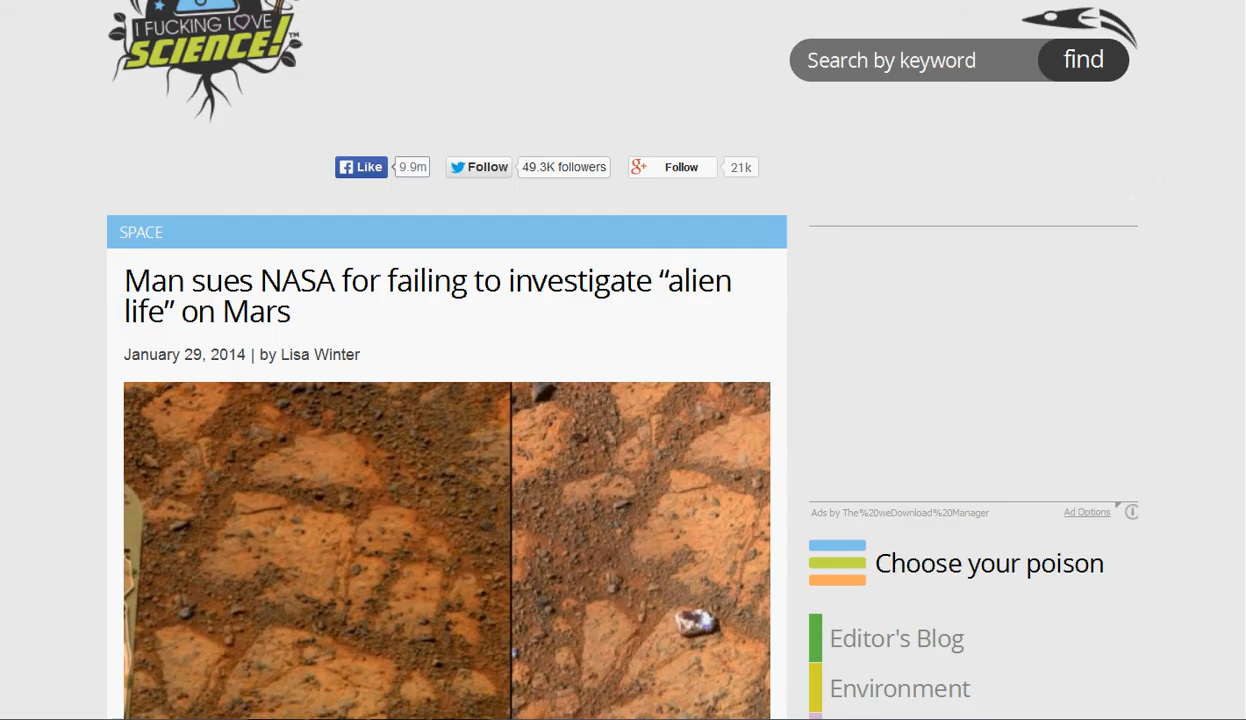 I FUCKING LOVE
SCIENCE!™
Search by keyword
find
Like
9.9m
Follow
49.3K followers
g+
Follow
21k
SPACE
Man sues NASA for failing to investigate “alien
life” on Mars
January 29, 2014 | by Lisa Winter
Ads by The%20weDownload%20Manager
Ad Options
Choose your poison
Editor's Blog
Environment